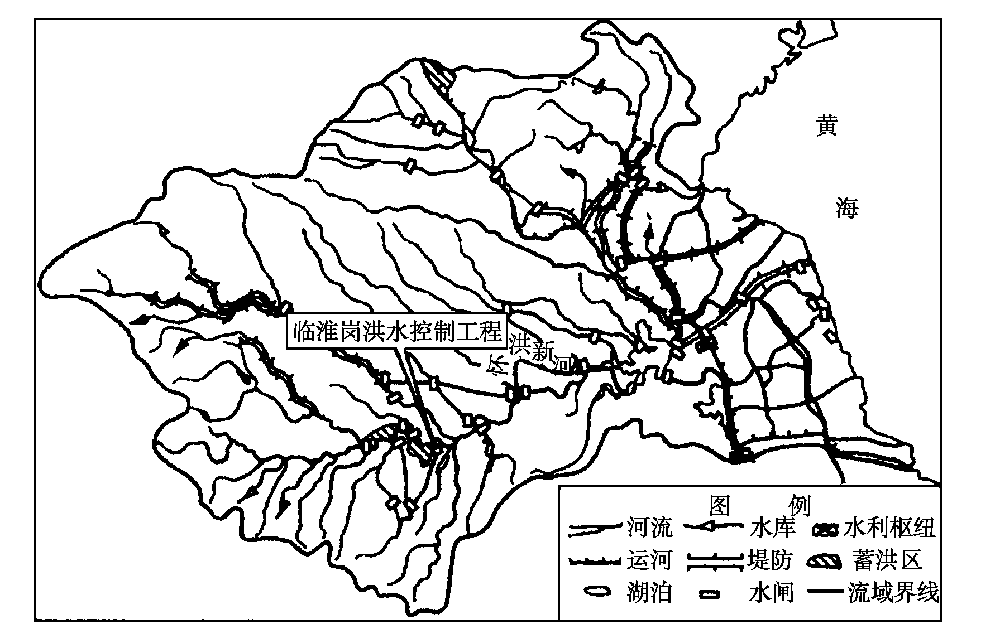 黄
海
临淮岗洪水控制工程
怀洪新河
图 例
河流 水库 水利枢纽
运河 堤防 蓄洪区
湖泊 水闸 流域界线